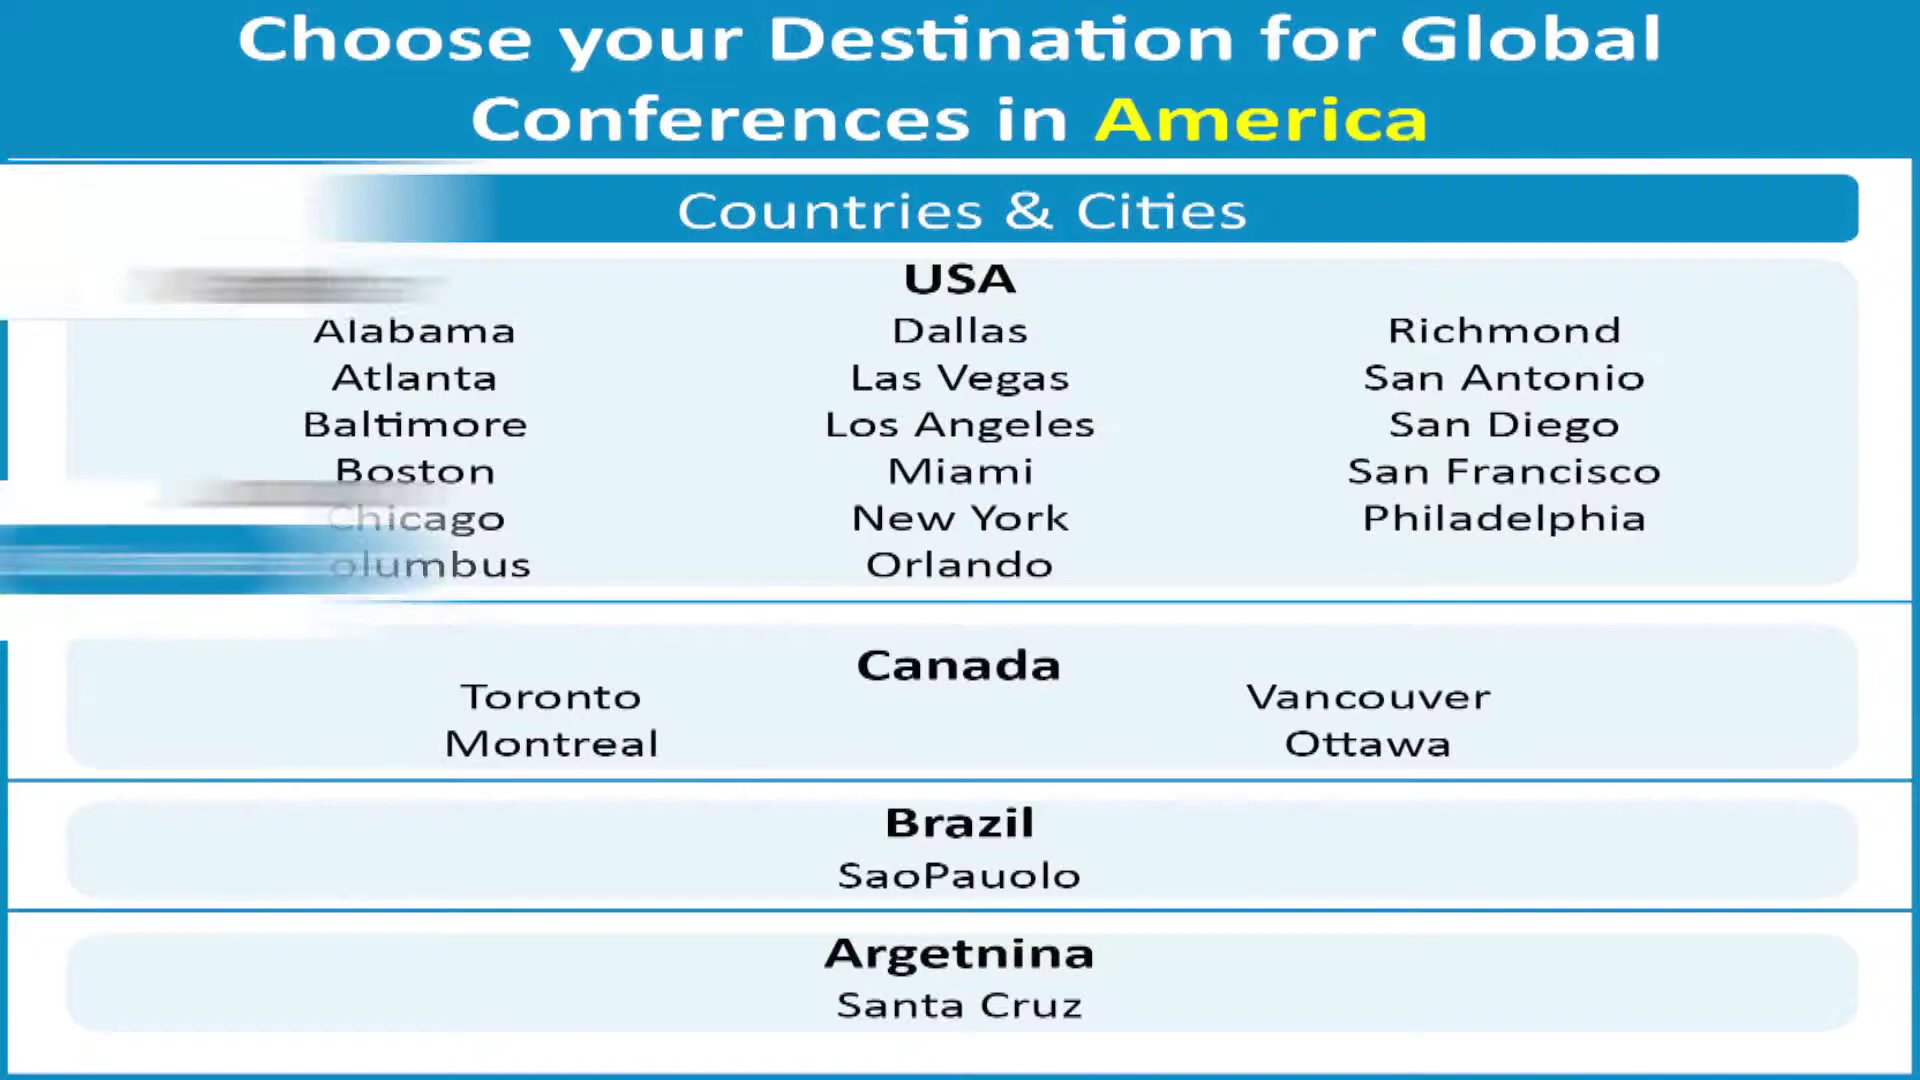 Choose your Destination for Global
Conferences in America
Countries & Cities
USA
Alabama Dallas Richmond
Atlanta Las Vegas San Antonio
Baltimore Los Angeles San Diego
Boston Miami San Francisco
Chicago New York Philadelphia
olumbus Orlando
Canada
Toronto Vancouver
Montreal Ottawa
Brazil
SaoPauolo
Argetnina
Santa Cruz